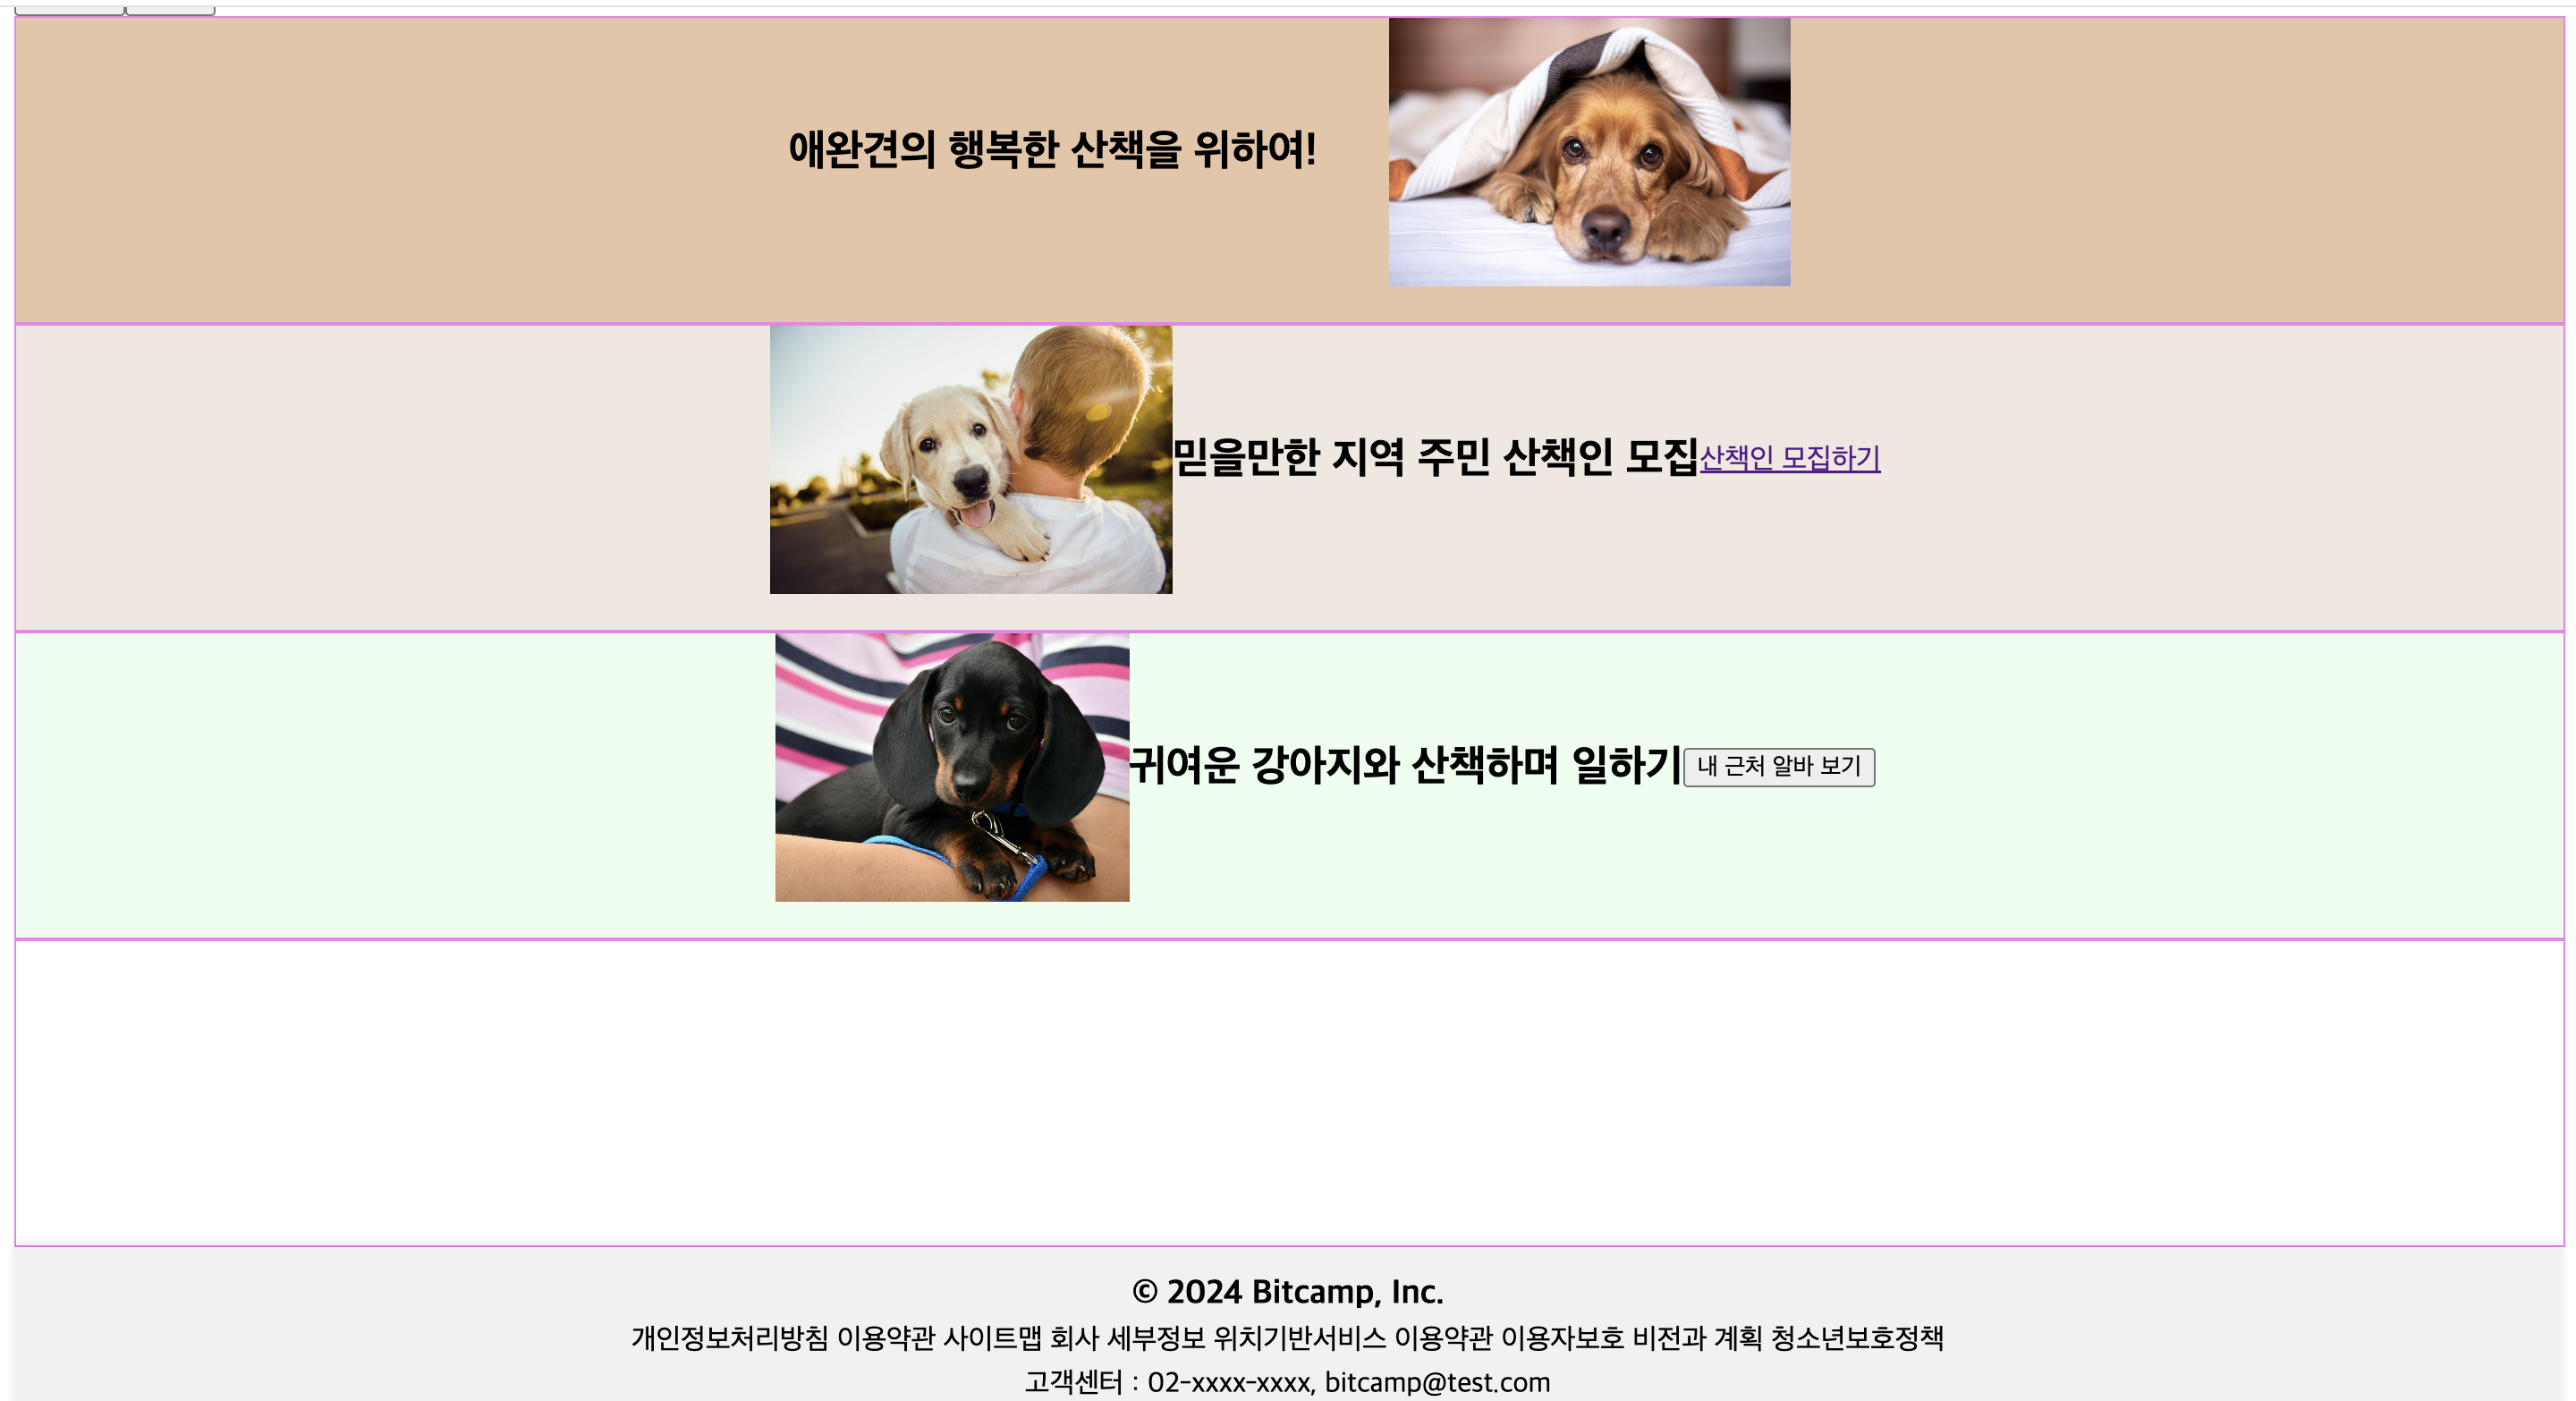 애완견의 행복한 산책을 위하여!
믿을만한 지역 주민 산책인 모집산책인 모집하기
귀여운 강아지와 산책하며 일하기 내 근처 알바 보기
© 2024 Bitcamp, Inc.
개인정보처리방침 이용약관 사이트맵 회사 세부정보 위치기반서비스 이용약관 이용자보호 비전과 계획 청소년보호정책
고객센터 : 02-xxxx-xxxx, bitcamp@test.com